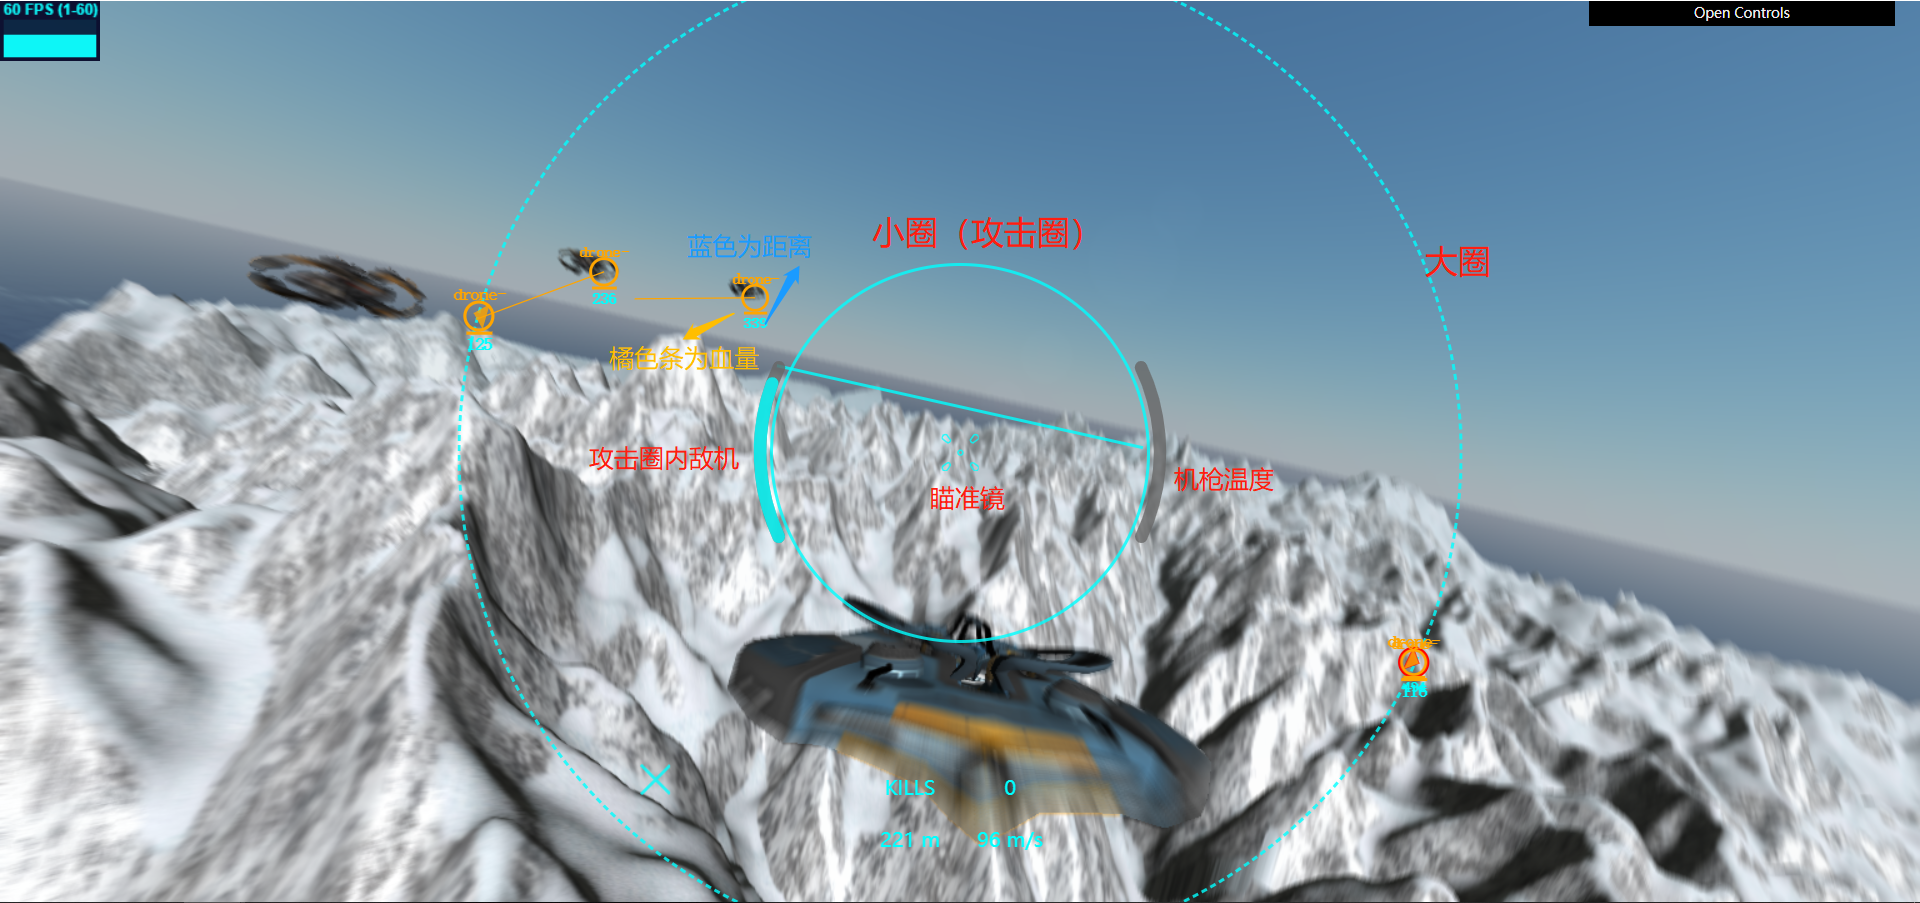 60 FPS (1-60)
Open Controls
小圈（攻击圈）
蓝色为距离
大圈
drone-
236
drone-
drone-
125
橘色条为血量
攻击圈内敌机
机枪温度
瞄准镜
drone-
KILLS 0
221 m 96 m/s